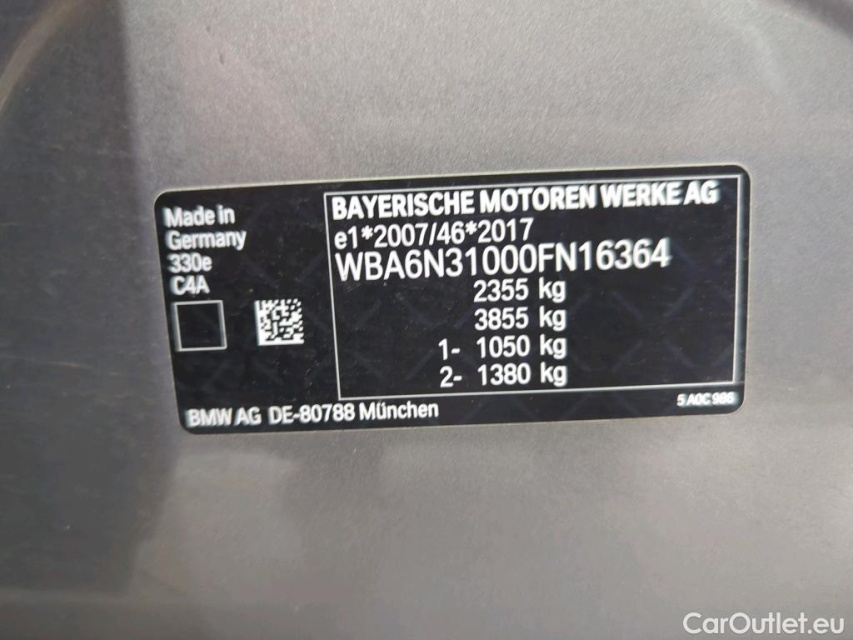 Made in
Germany
330e
C4A
BAYERISCHE MOTOREN WERKE AG
e1*2007/46*2017
WBA6N31000FN16364
2355 kg
3855 kg
1- 1050 kg
2- 1380 kg
BMW AG DE-80788 München
5 A0C 986
CarOutlet.eu